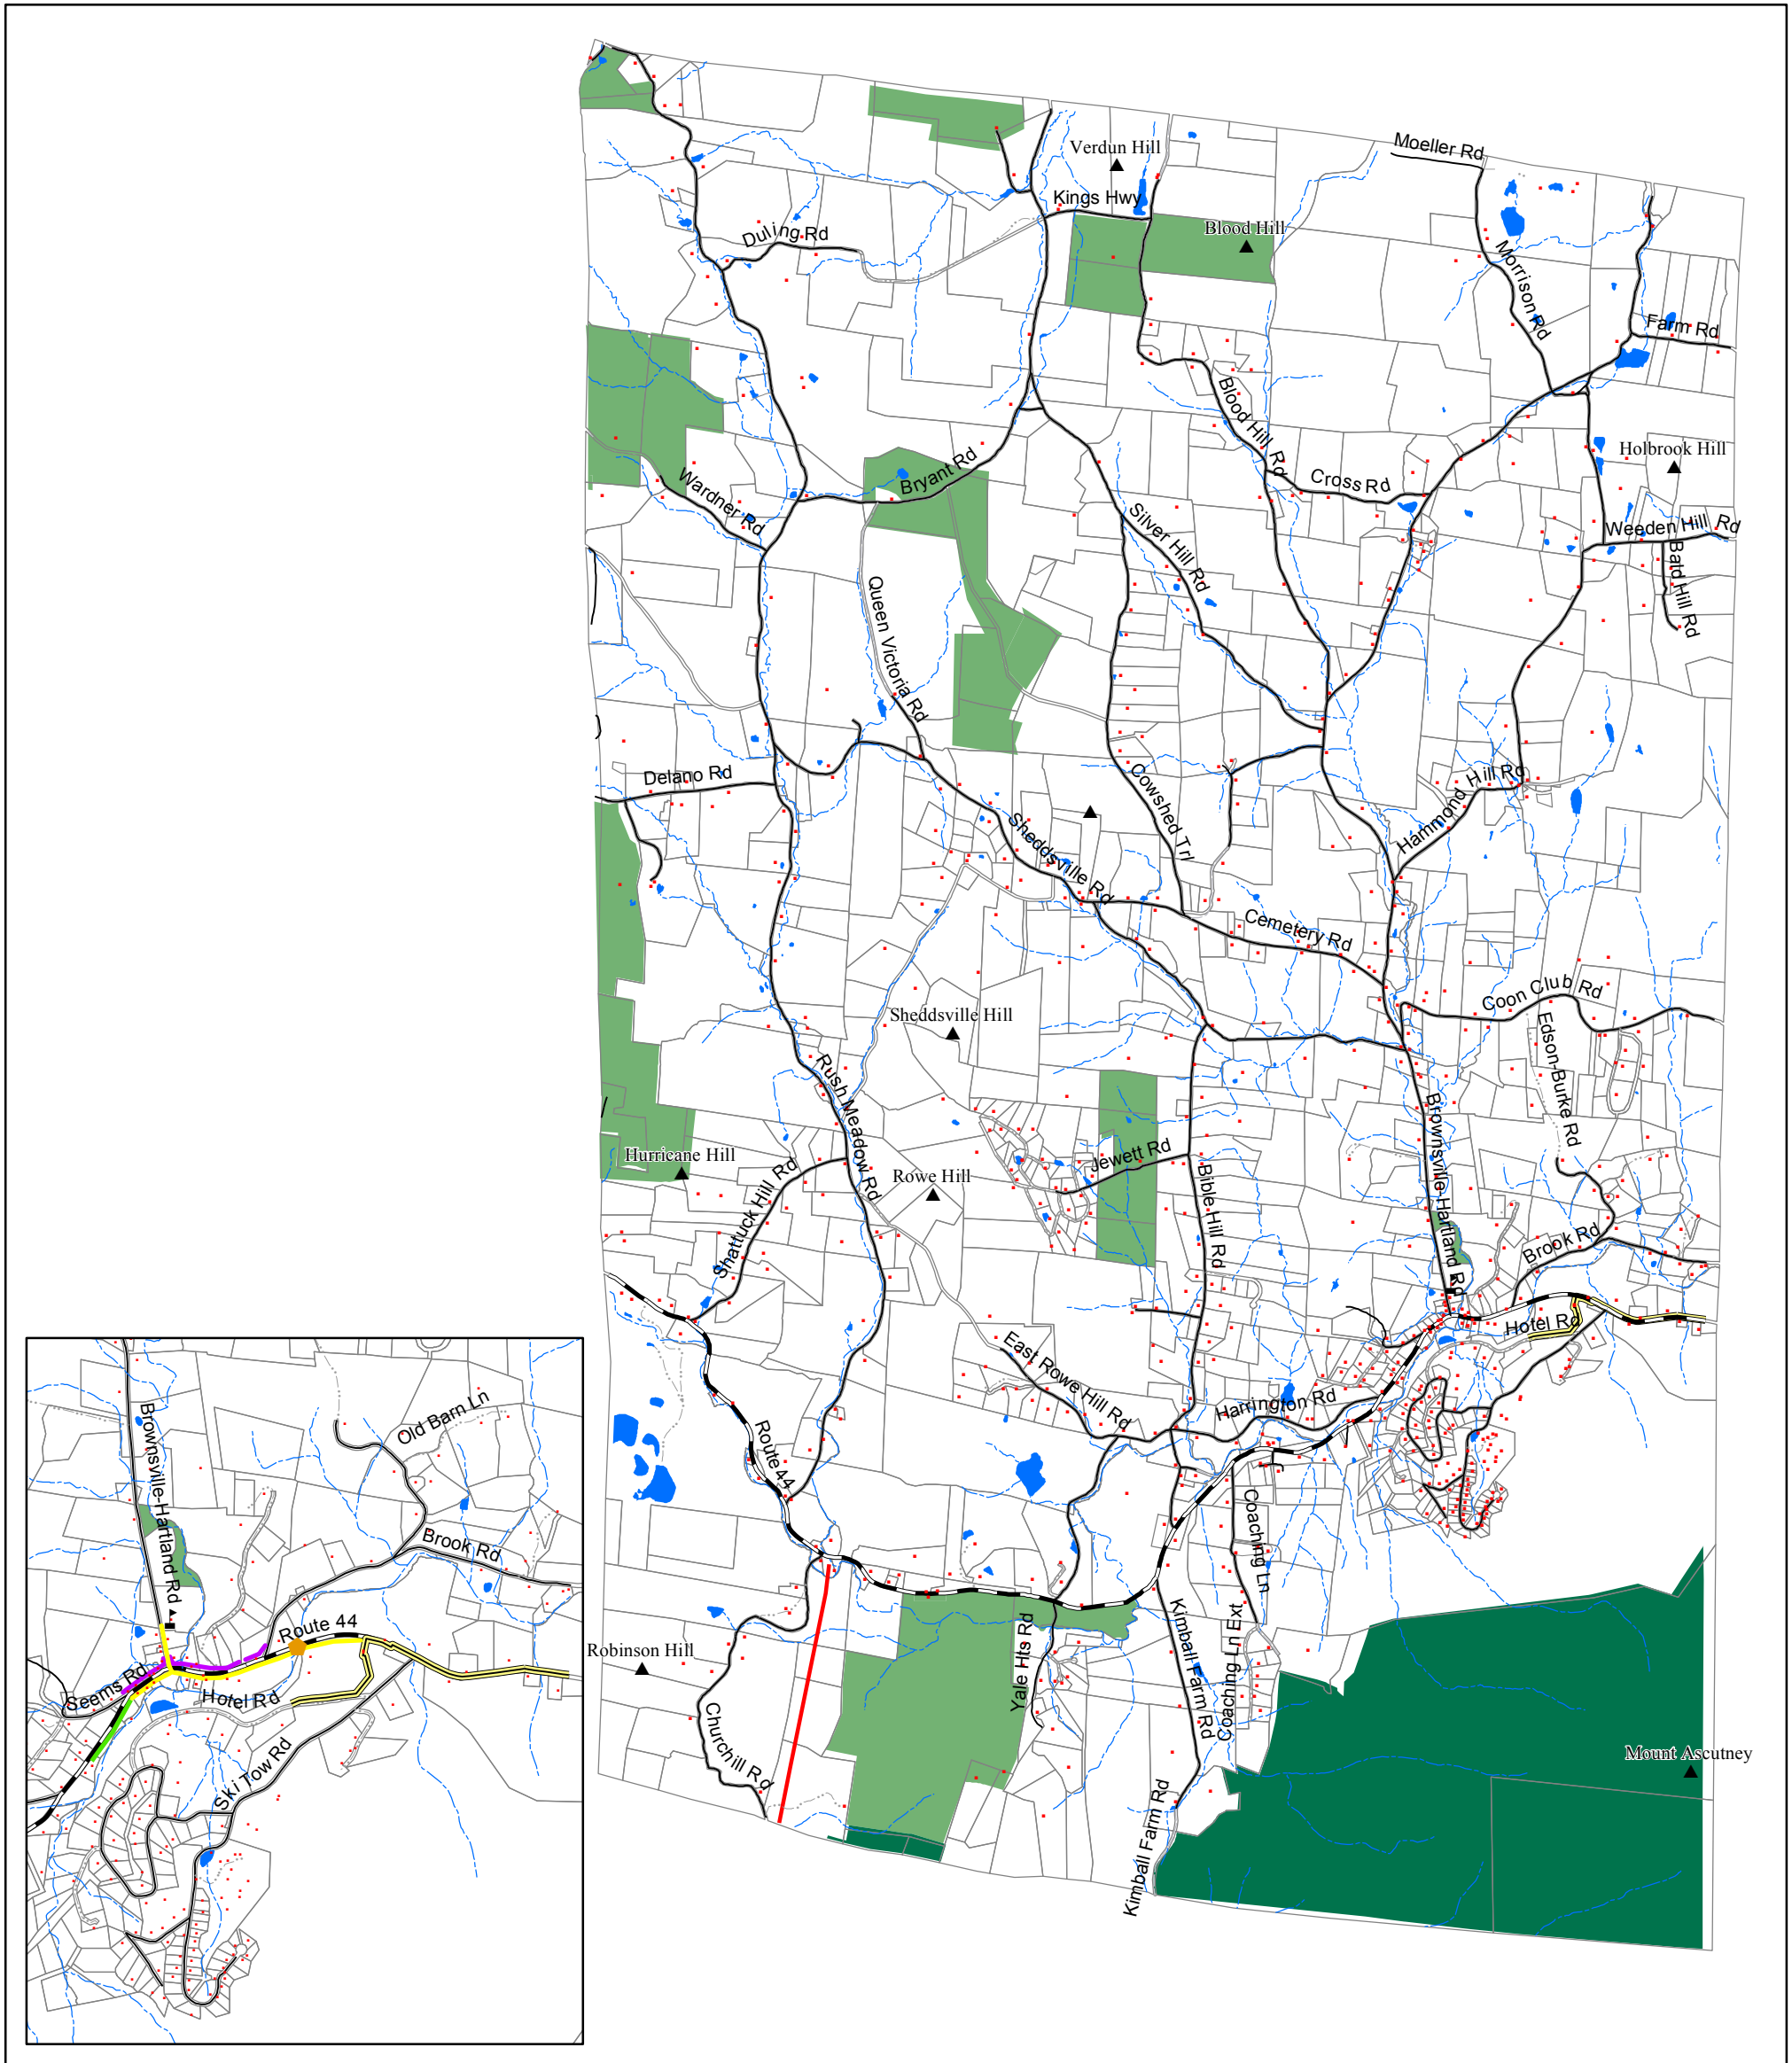 Moeller Rd
Verdun Hill
Kings Hwy
Blood Hill
Duling Rd
Morrison Rd
Farm Rd
Blood Hill Rd
Holbrook Hill
Bryant Rd
Cross Rd
Wardner Rd
Silver Hill Rd
Weeden Hill Rd
Bald Hill Rd
Queen Victoria Rd
Delano Rd
Cowshed Trl
Hammond Hill Rd
Sheddsville Rd
Cemetery Rd
Coon Club Rd
Sheddsville Hill
Edson-Burke Rd
Rush Meadow Rd
Brownsville-Hartland Rd
Hurricane Hill
Jewett Rd
Rowe Hill
Shattuck Hill Rd
Bible Hill Rd
Brook Rd
Hotel Rd
East Rowe Hill Rd
Harrington Rd
Route 44
Coaching Ln
Kimball Farm Rd
Coaching Ln Ext
Yale Hts Rd
Robinson Hill
Churchill Rd
Mount Ascutney
Kimball Farm Rd
Brownsville-Hartland Rd
Old Barn Ln
Brook Rd
Route 44
Seems Rd
Hotel Rd
Ski Tow Rd